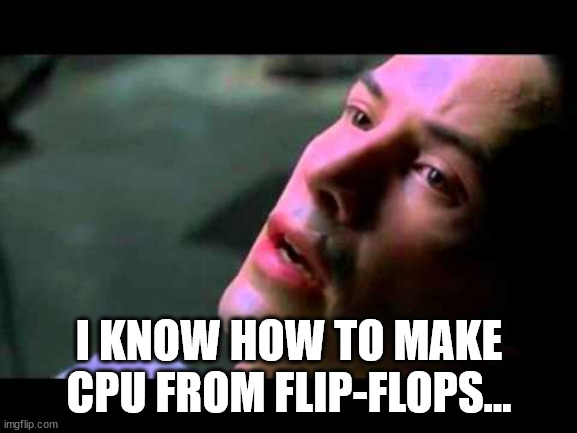 I KNOW HOW TO MAKE
CPU FROM FLIP-FLOPS...
imgflip.com